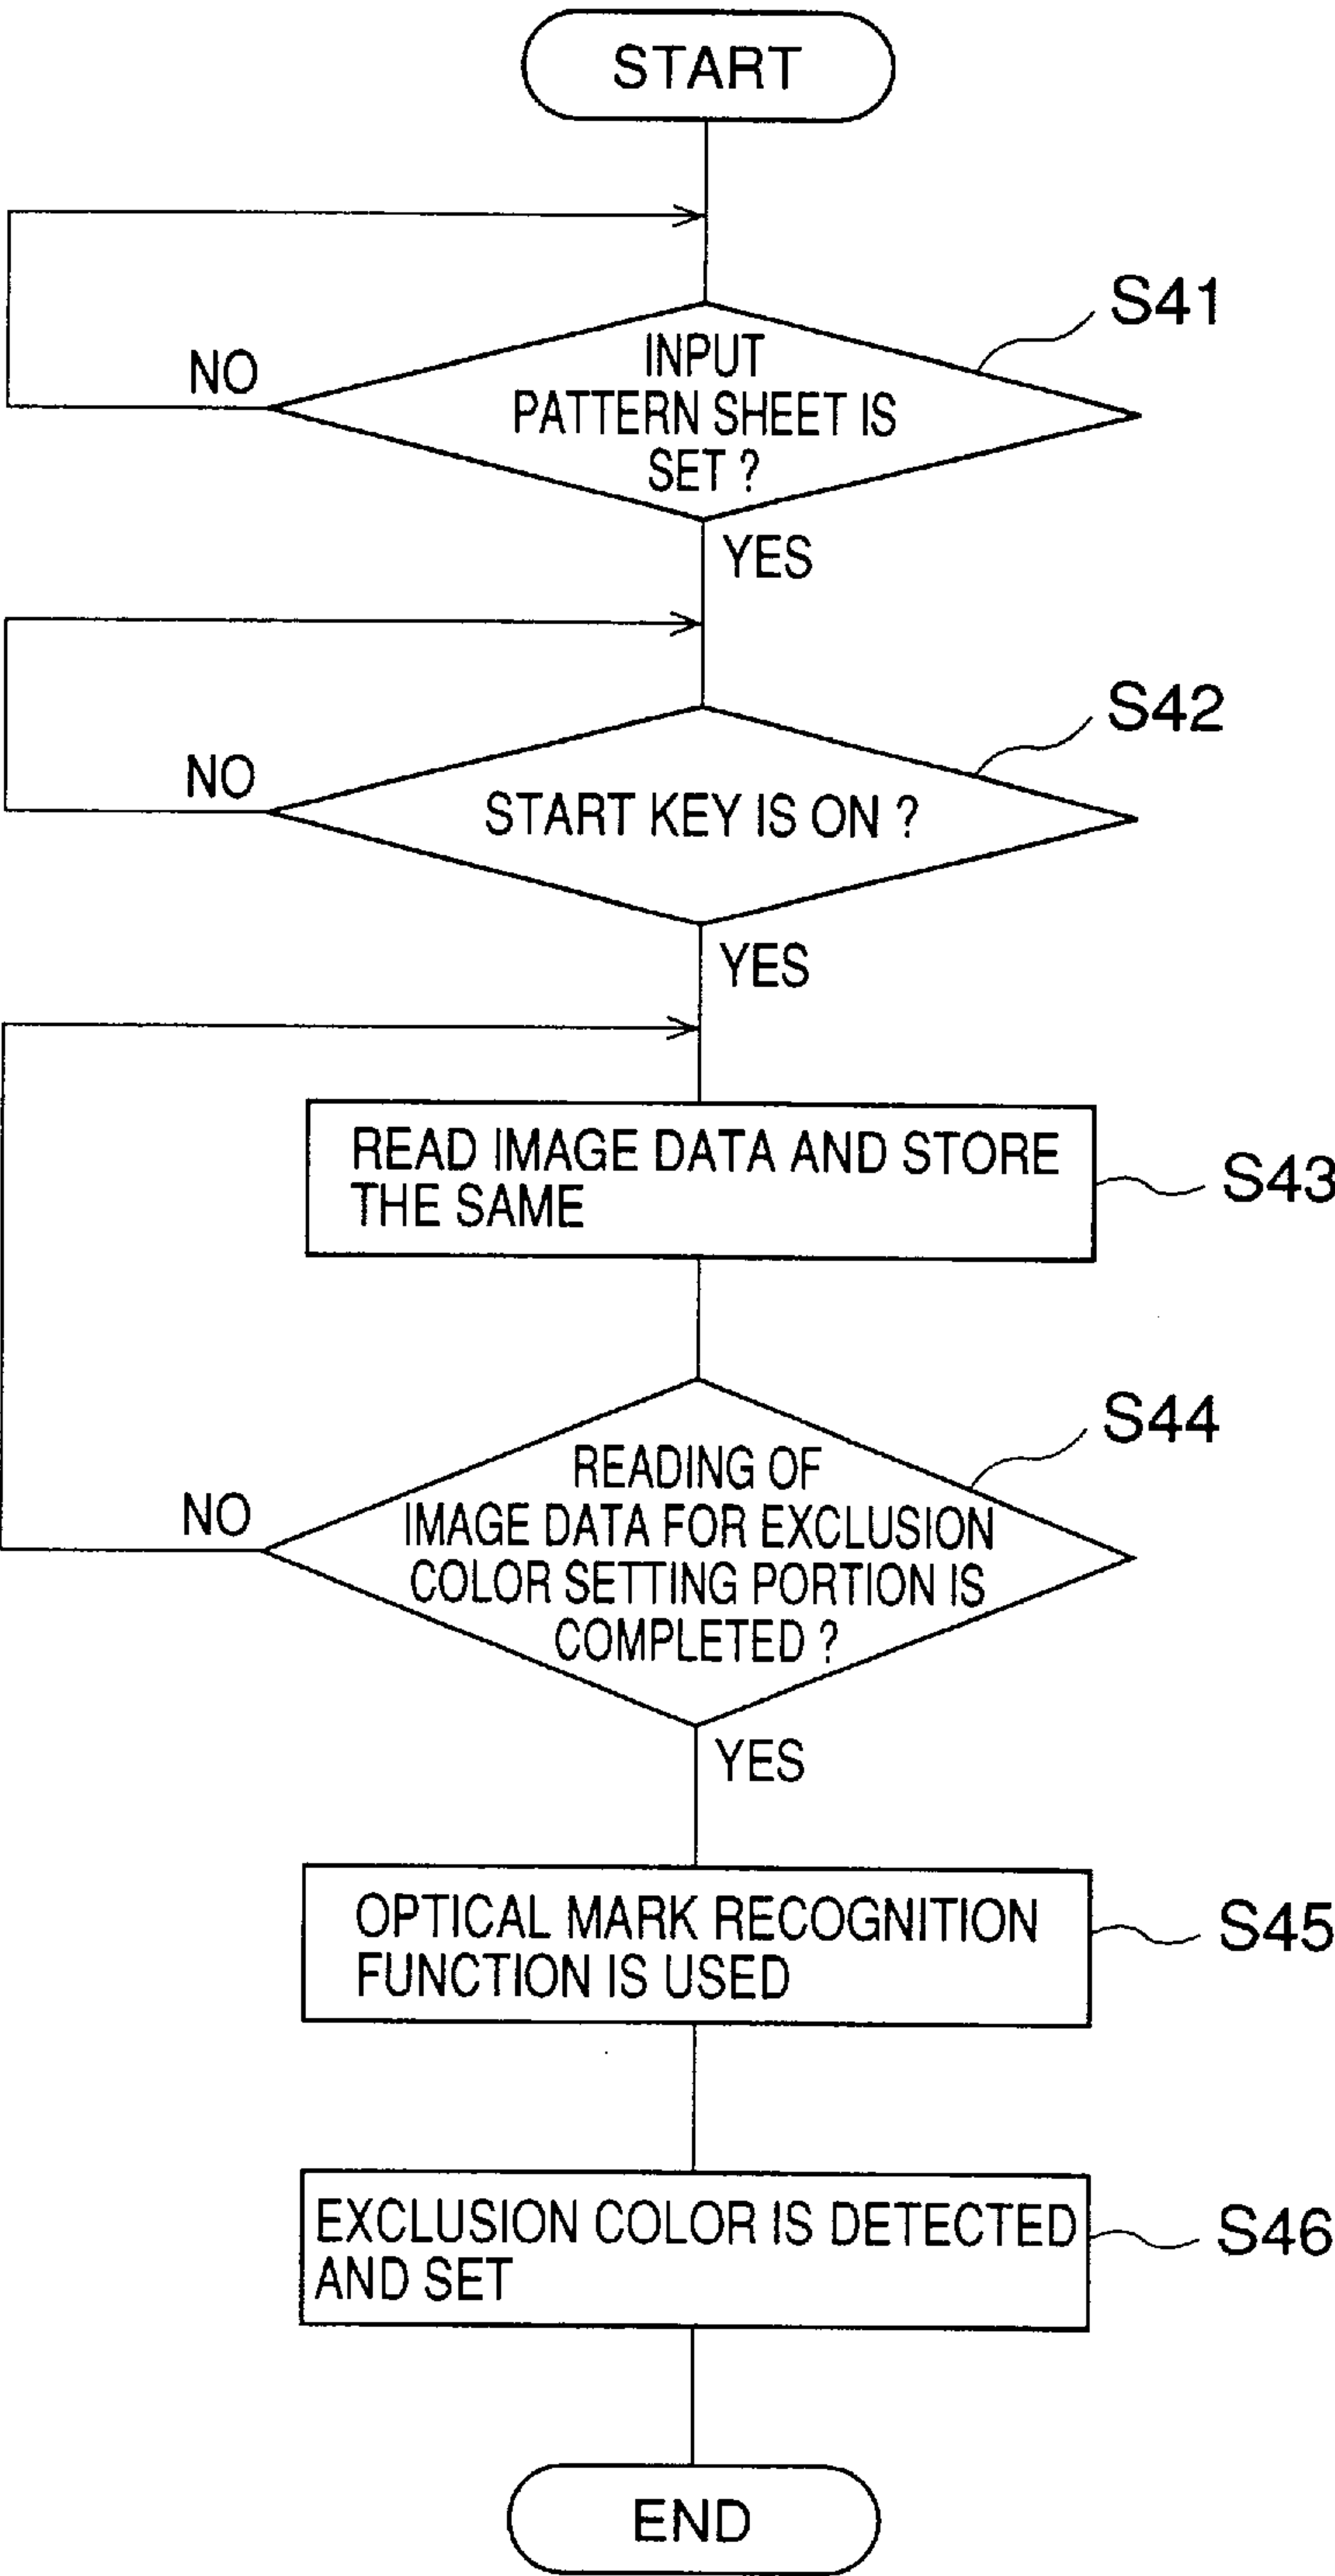 START
S41
NO
INPUT
PATTERN SHEET IS
SET ?
YES
S42
NO
START KEY IS ON ?
YES
READ IMAGE DATA AND STORE
THE SAME
S43
S44
READING OF
NO
IMAGE DATA FOR EXCLUSION
COLOR SETTING PORTION IS
COMPLETED ?
YES
OPTICAL MARK RECOGNITION
FUNCTION IS USED
S45
EXCLUSION COLOR IS DETECTED
AND SET
S46
END